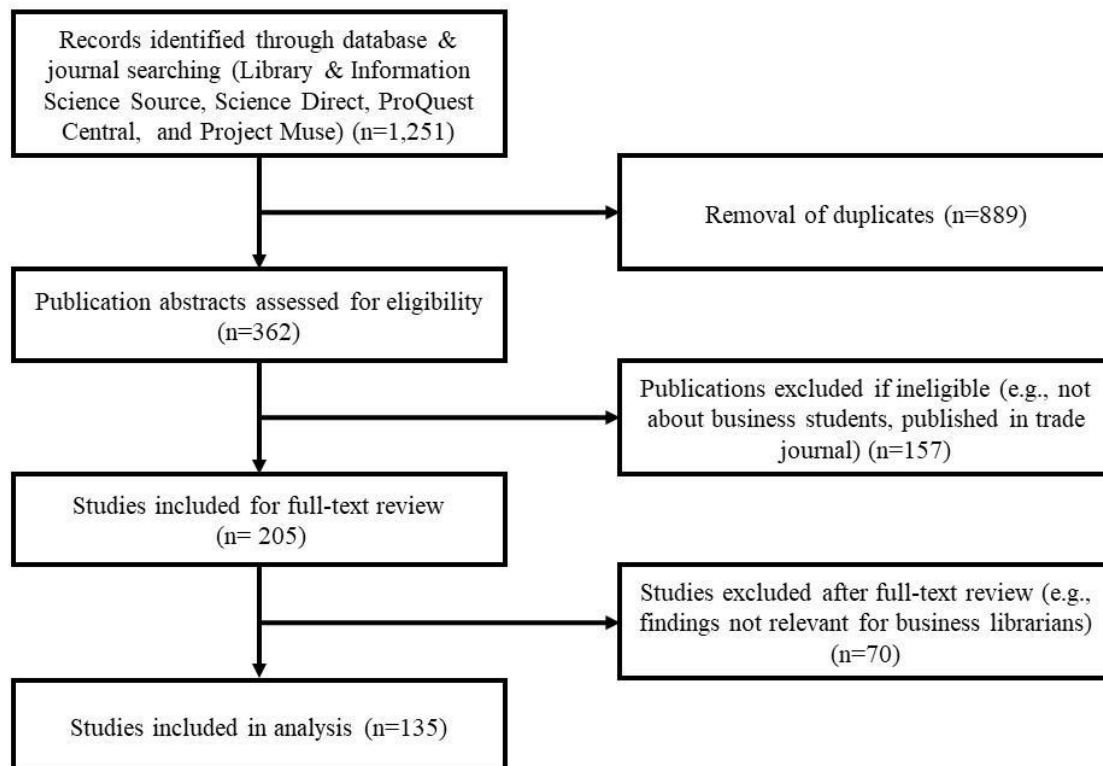 Records identified through database &
journal searching (Library & Information
Science Source, Science Direct, ProQuest
Central, and Project Muse) (n=1,251)
Removal of duplicates (n=889)
Publication abstracts assessed for eligibility
(n=362)
Publications excluded if ineligible (e.g., not
about business students, published in trade
journal) (n=157)
Studies included for full-text review
(n= 205)
Studies excluded after full-text review (e.g.,
findings not relevant for business librarians)
(n=70)
Studies included in analysis (n=135)